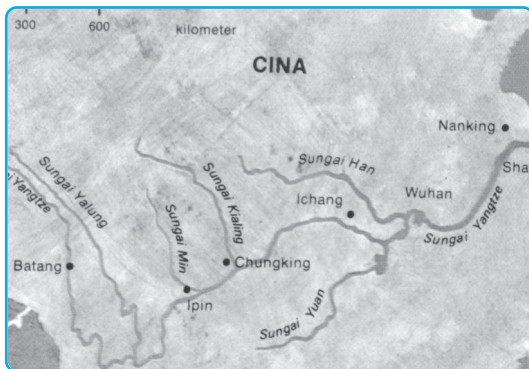 300
600
kilometer
CINA
Nanking
Sungai Han
Sha
Wuhan
Ichang
Sungai Yangtze
Sungai Yalung
Sungai Kialing
Sungai Min
ai Yangtze
Batang
Chungking
Ipin
Sungai Yuan